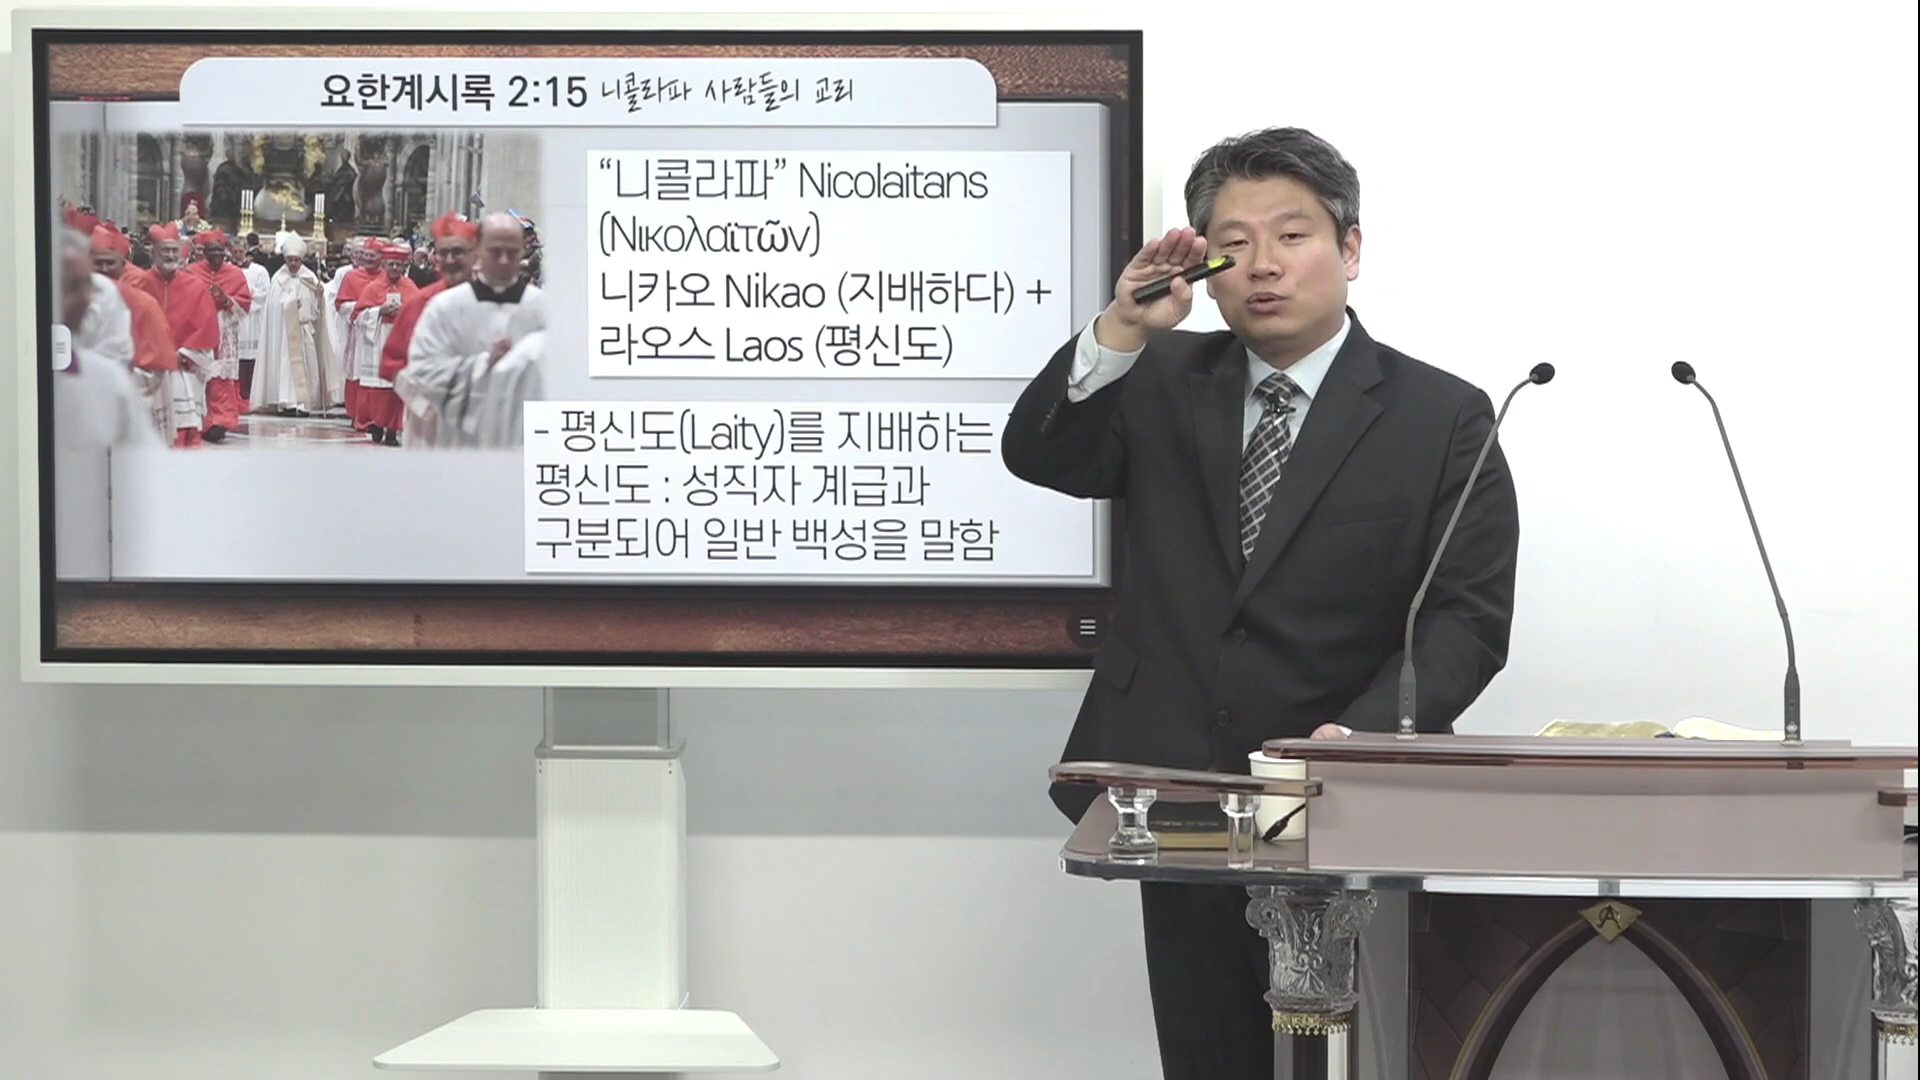 요한계시록 2:15 니콜라파 사람들의 교리
“니콜라파” Nicolaitans
(Νικολαϊτῶν)
니카오 Nikao (지배하다) +
라오스 Laos (평신도)
- 평신도(Laity)를 지배하는
평신도 : 성직자 계급과
구분되어 일반 백성을 말함